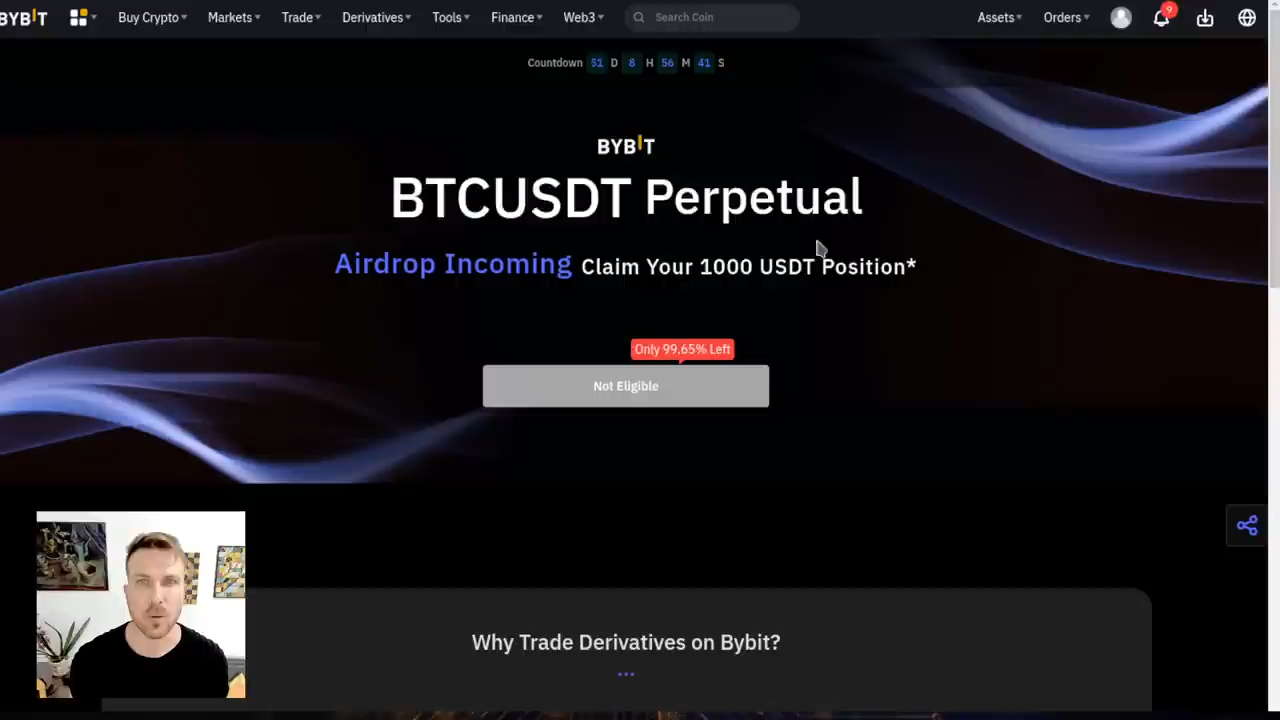 BYBIT Buy Crypto Markets Trade Derivatives Tools Finance Web3 Search Coin Assets Orders 9
Countdown 51 D 8 H 56 M 41 S
BYBIT
BTCUSDT Perpetual
Airdrop Incoming Claim Your 1000 USDT Position*
Only 99.65% Left
Not Eligible
Why Trade Derivatives on Bybit?